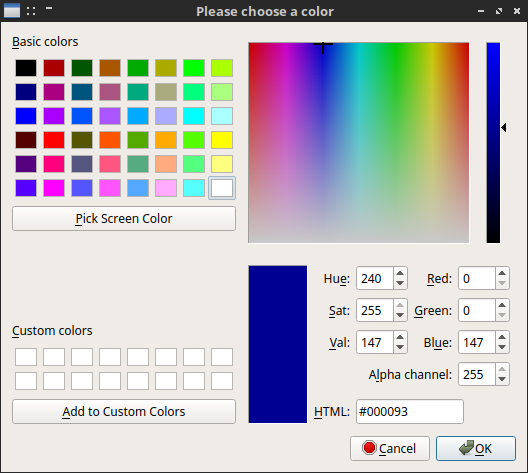 Please choose a color
Basic colors
Pick Screen Color
Custom colors
Add to Custom Colors
Hue: 240 Red: 0
Sat: 255 Green: 0
Val: 147 Blue: 147
Alpha channel: 255
HTML: #000093
Cancel OK